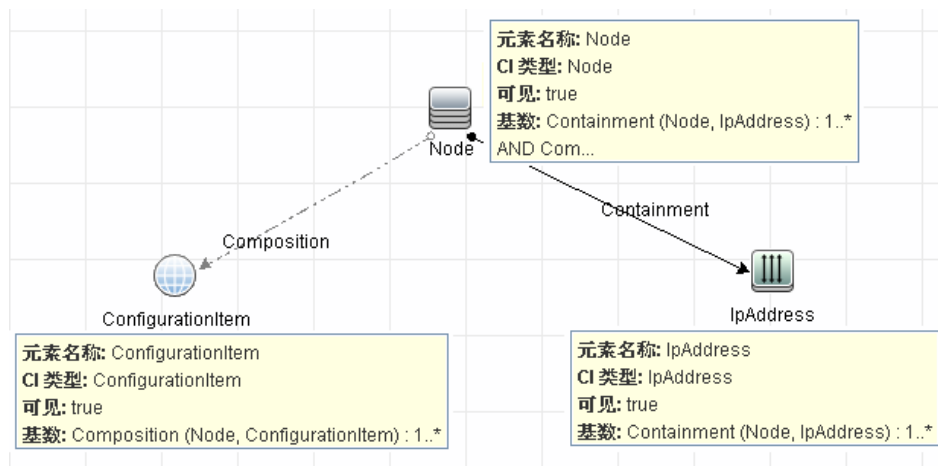 元素名称: Node
CI 类型: Node
可见: true
基数: Containment (Node, IpAddress) : 1..*
AND Com...
Node
Containment
Composition
ConfigurationItem
IpAddress
元素名称: ConfigurationItem
CI 类型: ConfigurationItem
可见: true
基数: Composition (Node, ConfigurationItem) : 1..*
元素名称: IpAddress
CI 类型: IpAddress
可见: true
基数: Containment (Node, IpAddress) : 1..*